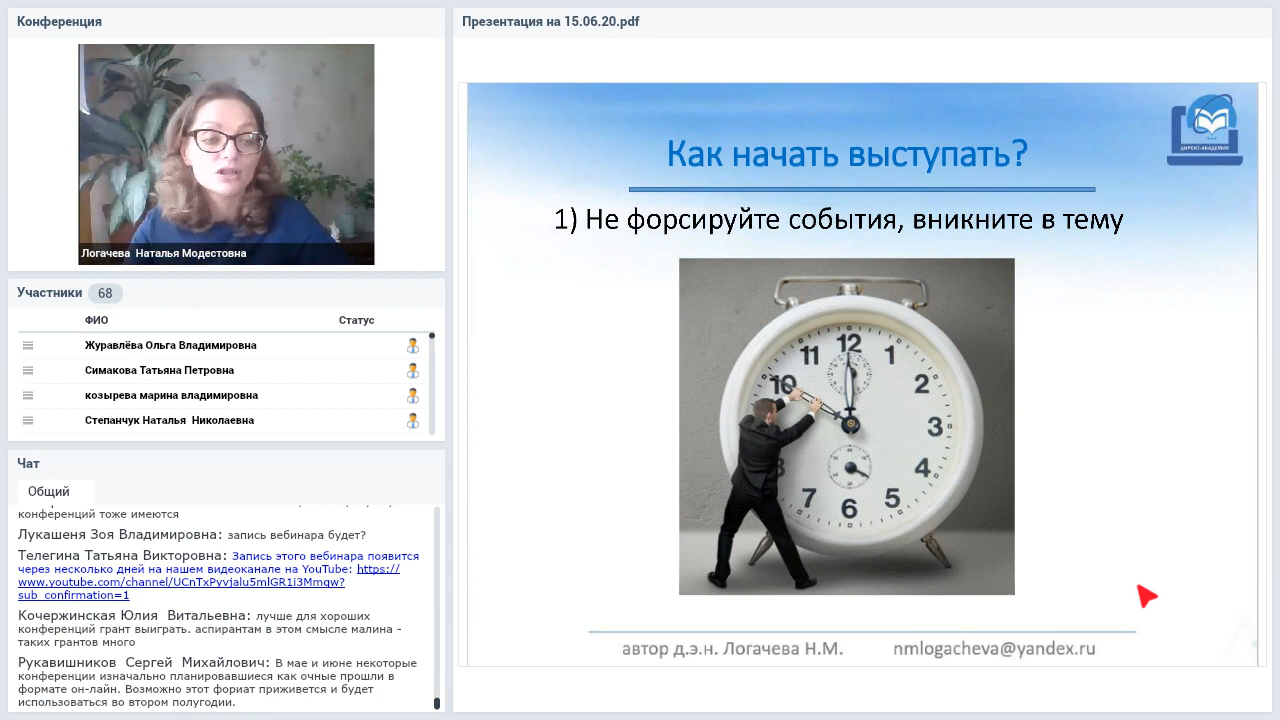 Конференция
Логачева  Наталья Модестовна
Участники 68
ФИО Статус
Журавлёва Ольга Владимировна
Симакова Татьяна Петровна
козырева марина владимировна
Степанчук Наталья  Николаевна
Чат
Общий
конференций тоже имеются
Лукашеня Зоя Владимировна: запись вебинара будет?
Телегина Татьяна Викторовна: Запись этого вебинара появится
через несколько дней на нашем видеоканале на YouTube: https://
www.youtube.com/channel/UCnTxPyvjalu5mlGR1i3Mmqw?
sub_confirmation=1
Кочержинская Юлия  Витальевна: лучше для хороших
конференций грант выиграть. аспирантам в этом смысле малина -
таких грантов много
Рукавишников  Сергей  Михайлович: В мае и июне некоторые
конференции изначально планировавшиеся как очные прошли в
формате он-лайн. Возможно этот фориат приживется и будет
использоваться во втором полугодии.
Презентация на 15.06.20.pdf
ДИРЕКТ-АКАДЕМИЯ
Как начать выступать?
1) Не форсируйте события, вникните в тему
12
11 1
10 2
3
8 4
7 5
6
автор д.э.н. Логачева Н.М. nmlogacheva@yandex.ru